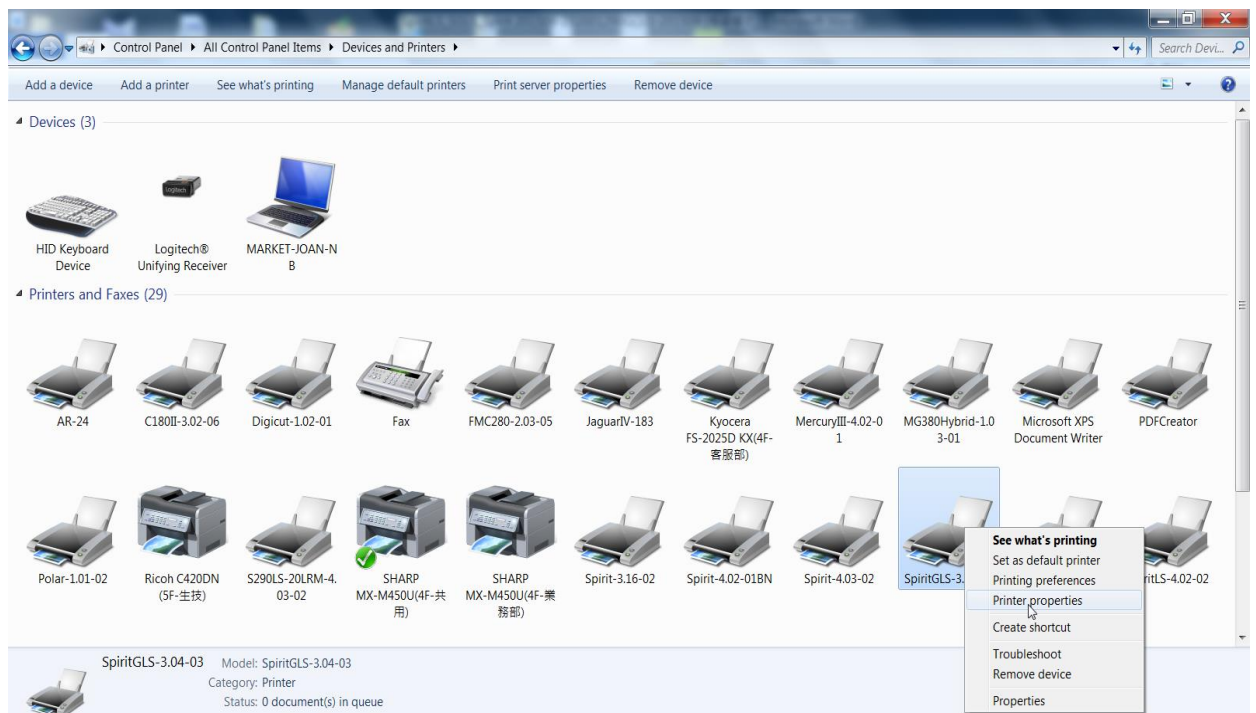 Control Panel ▸ All Control Panel Items ▸ Devices and Printers ▸
Search Devi...
Add a device Add a printer See what's printing Manage default printers Print server properties Remove device
Devices (3)
Logitech
HID Keyboard
Device
Logitech®
Unifying Receiver
MARKET-JOAN-N
B
Printers and Faxes (29)
AR-24
C180II-3.02-06
Digicut-1.02-01
Fax
FMC280-2.03-05
JaguarIV-183
Kyocera
FS-2025D KX(4F-
客服部)
MercuryIII-4.02-0
1
MG380Hybrid-1.0
3-01
Microsoft XPS
Document Writer
PDFCreator
Polar-1.01-02
Ricoh C420DN
(5F-生技)
S290LS-20LRM-4.
03-02
SHARP
MX-M450U(4F-共
用)
SHARP
MX-M450U(4F-業
務部)
Spirit-3.16-02
Spirit-4.02-01BN
Spirit-4.03-02
SpiritGLS-3.
ritLS-4.02-02
See what's printing
Set as default printer
Printing preferences
Printer properties
Create shortcut
Troubleshoot
Remove device
Properties
SpiritGLS-3.04-03 Model: SpiritGLS-3.04-03
Category: Printer
Status: 0 document(s) in queue